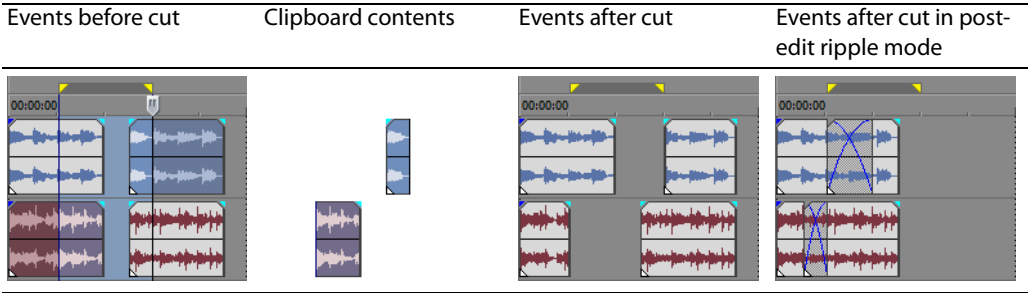 Events before cut
Clipboard contents
Events after cut
Events after cut in post-
edit ripple mode
00:00:00
00:00:00
00:00:00